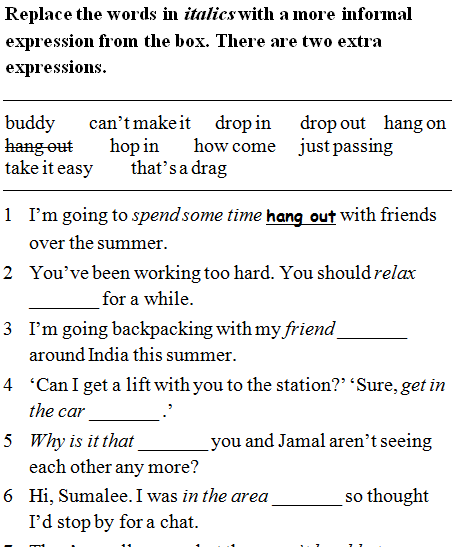 Replace the words in italics with a more informal
expression from the box. There are two extra
expressions.
buddy can't make it drop in drop out hang on
hang out hop in how come just passing
take it easy that's a drag
1 I'm going to spend some time hang out with friends
over the summer.
2 You've been working too hard. You should relax
________ for a while.
3 I'm going backpacking with my friend ________
around India this summer.
4 ‘Can I get a lift with you to the station?’ ‘Sure, get in
the car ________.’
5 Why is it that ________ you and Jamal aren't seeing
each other any more?
6 Hi, Sumalee. I was in the area ________ so thought
I'd stop by for a chat.